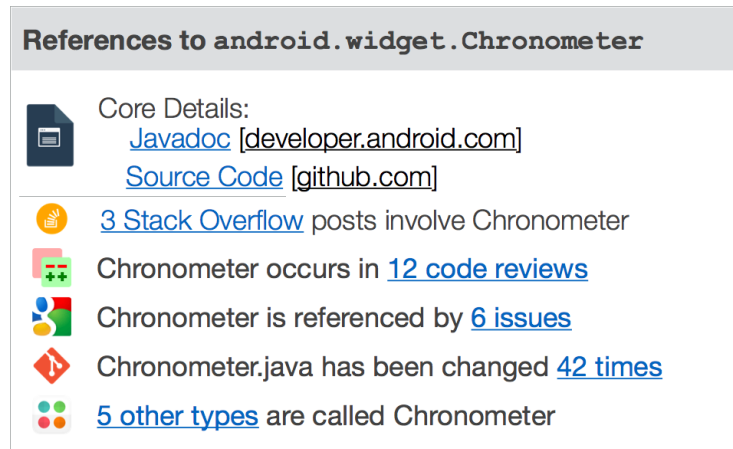 References to android.widget.Chronometer
Core Details:
Javadoc [developer.android.com]
Source Code [github.com]
3 Stack Overflow posts involve Chronometer
Chronometer occurs in 12 code reviews
Chronometer is referenced by 6 issues
Chronometer.java has been changed 42 times
5 other types are called Chronometer